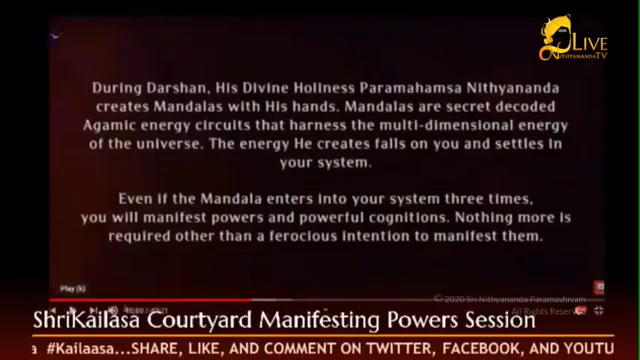 LIVE
NITHYANANDATV
During Darshan, His Divine Holiness Paramahamsa Nithyananda
creates Mandalas with His hands. Mandalas are secret decoded
Agamic energy circuits that harness the multi-dimensional energy
of the universe. The energy He creates falls on you and settles in
your system.
Even if the Mandala enters into your system three times,
you will manifest powers and powerful cognitions. Nothing more is
required other than a ferocious intention to manifest them.
Play (k)
© 2020 Sri Nithyananda Paramashivam
All Rights Reserved
ShriKailasa Courtyard Manifesting Powers Session
#Kailaasa...SHARE, LIKE, AND COMMENT ON TWITTER, FACEBOOK, AND YOUTU